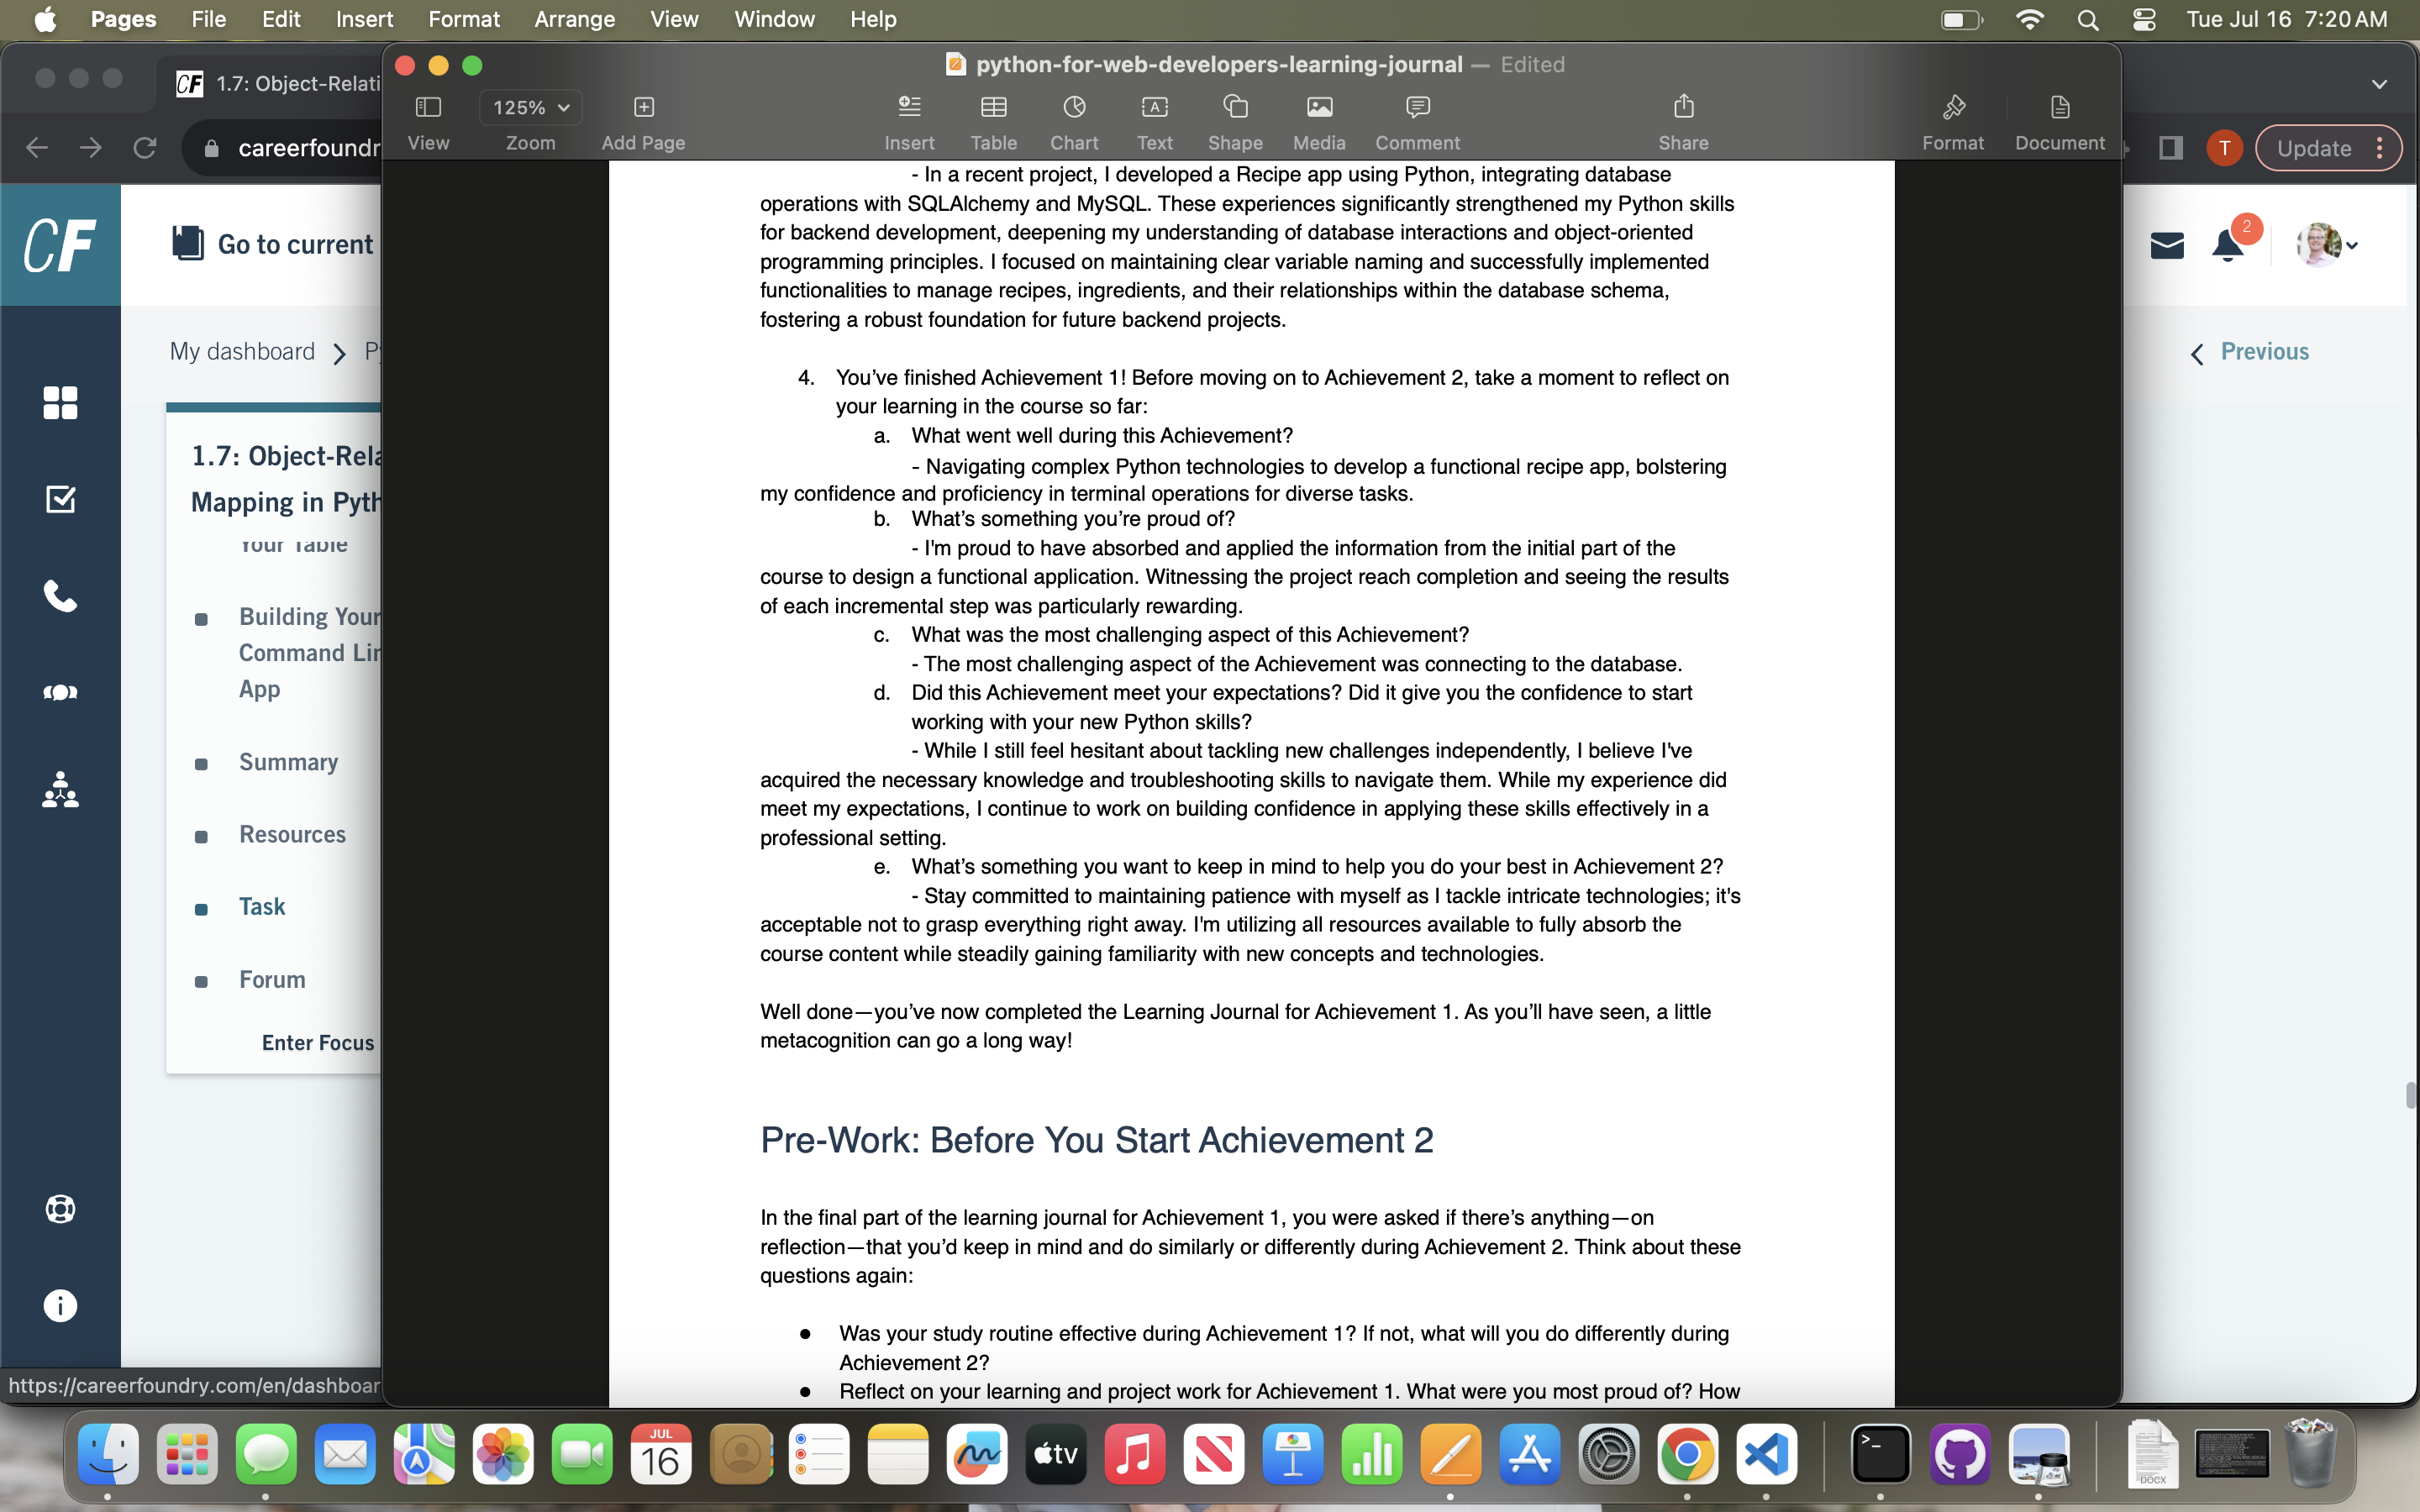 Pages File Edit Insert Format Arrange View Window Help Tue Jul 16 7:20 AM
CF 1.7: Object-Relati
python-for-web-developers-learning-journal — Edited
125%
View Zoom Add Page Insert Table Chart Text Shape Media Comment Share Format Document
careerfoundr
T Update
CF
Go to current
2
My dashboard
Previous
1.7: Object-Rela
Mapping in Pyth
Your Table
Building Your
Command Lin
App
Summary
Resources
Task
Forum
Enter Focus
https://careerfoundry.com/en/dashboar
- In a recent project, I developed a Recipe app using Python, integrating database
operations with SQLAlchemy and MySQL. These experiences significantly strengthened my Python skills
for backend development, deepening my understanding of database interactions and object-oriented
programming principles. I focused on maintaining clear variable naming and successfully implemented
functionalities to manage recipes, ingredients, and their relationships within the database schema,
fostering a robust foundation for future backend projects.
4. You’ve finished Achievement 1! Before moving on to Achievement 2, take a moment to reflect on
your learning in the course so far:
a. What went well during this Achievement?
- Navigating complex Python technologies to develop a functional recipe app, bolstering
my confidence and proficiency in terminal operations for diverse tasks.
b. What’s something you’re proud of?
- I'm proud to have absorbed and applied the information from the initial part of the
course to design a functional application. Witnessing the project reach completion and seeing the results
of each incremental step was particularly rewarding.
c. What was the most challenging aspect of this Achievement?
- The most challenging aspect of the Achievement was connecting to the database.
d. Did this Achievement meet your expectations? Did it give you the confidence to start
working with your new Python skills?
- While I still feel hesitant about tackling new challenges independently, I believe I've
acquired the necessary knowledge and troubleshooting skills to navigate them. While my experience did
meet my expectations, I continue to work on building confidence in applying these skills effectively in a
professional setting.
e. What’s something you want to keep in mind to help you do your best in Achievement 2?
- Stay committed to maintaining patience with myself as I tackle intricate technologies; it's
acceptable not to grasp everything right away. I'm utilizing all resources available to fully absorb the
course content while steadily gaining familiarity with new concepts and technologies.
Well done—you’ve now completed the Learning Journal for Achievement 1. As you’ll have seen, a little
metacognition can go a long way!
Pre-Work: Before You Start Achievement 2
In the final part of the learning journal for Achievement 1, you were asked if there’s anything—on
reflection—that you’d keep in mind and do similarly or differently during Achievement 2. Think about these
questions again:
● Was your study routine effective during Achievement 1? If not, what will you do differently during
Achievement 2?
● Reflect on your learning and project work for Achievement 1. What were you most proud of? How
JUL
16
tv
DOCX